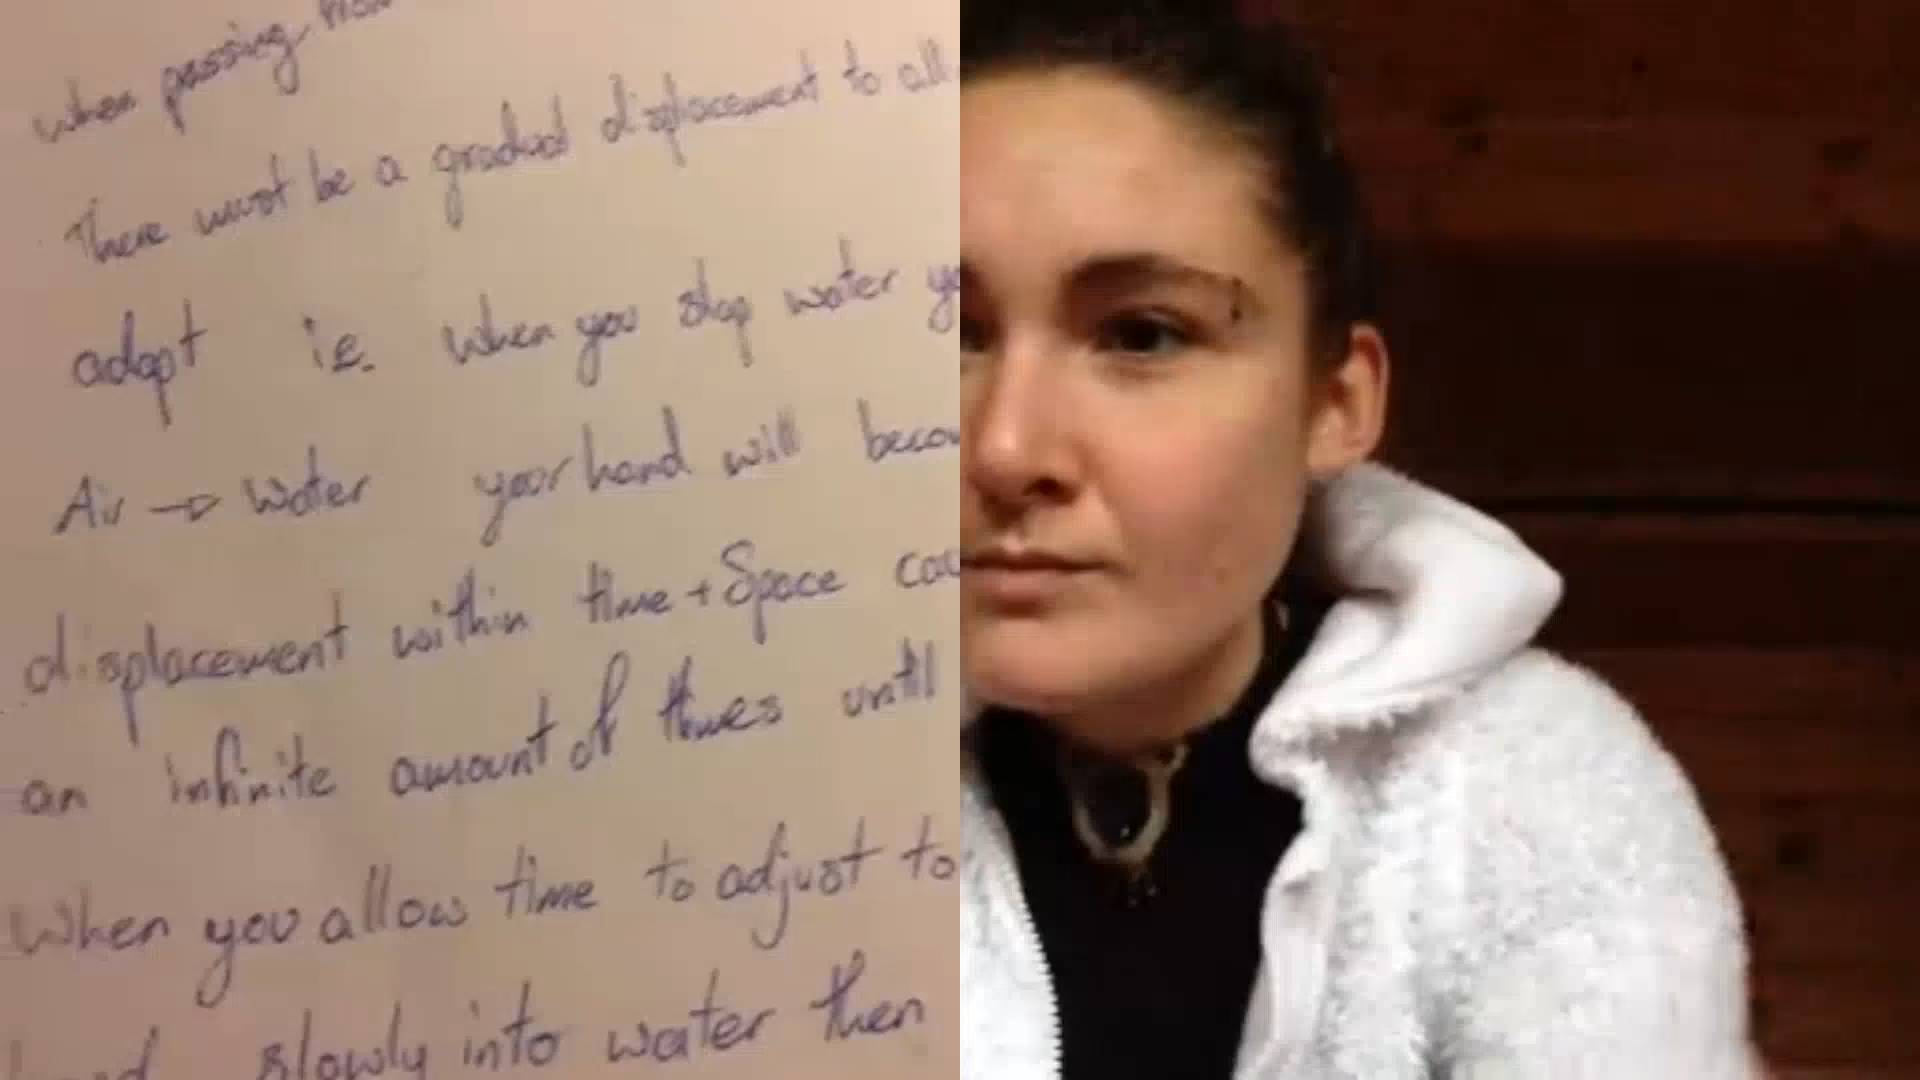 when passing
There must be a gradual displacement to all
adapt i.e. when you slap water
Air → Water your hand will
displacement within time + Space
an infinite amount of times until
When you allow time to adjust to
slowly into water then